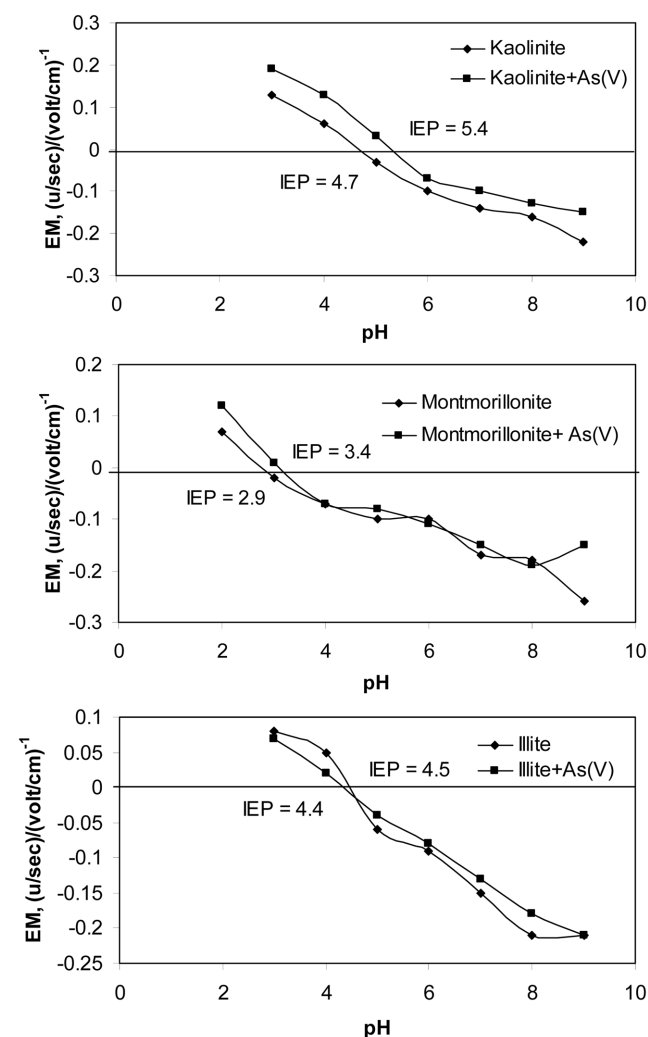 0.3
Kaolinite
0.2
Kaolinite+As(V)
0.1
IEP = 5.4
0
IEP = 4.7
-0.1
-0.2
-0.3
0 2 4 6 8 10
pH
EM, (u/sec)/(volt/cm)-1
0.2
Montmorillonite
0.1
Montmorillonite+ As(V)
IEP = 3.4
0
IEP = 2.9
-0.1
-0.2
-0.3
0 2 4 6 8 10
pH
EM, (u/sec)/(volt/cm)-1
0.1
Illite
0.05
IEP = 4.5
Illite+As(V)
0
IEP = 4.4
-0.05
-0.1
-0.15
-0.2
-0.25
0 2 4 6 8 10
pH
EM, (u/sec)/(volt/cm)-1